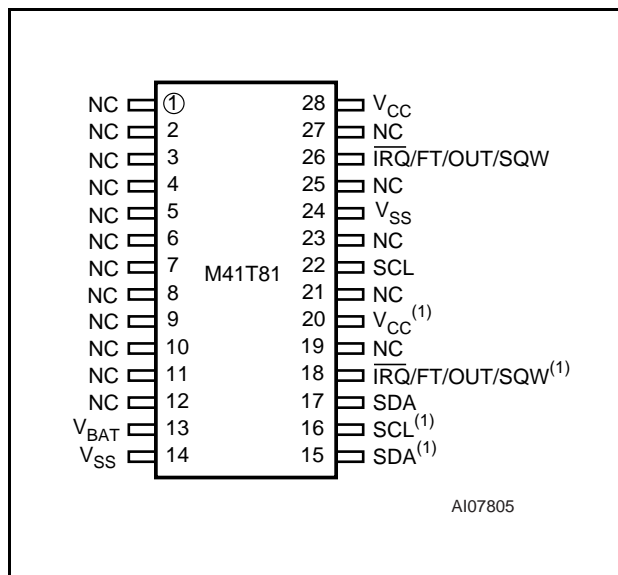 NC 1 28 VCC
NC 2 27 NC
NC 3 26 IRQ/FT/OUT/SQW
NC 4 25 NC
NC 5 24 VSS
NC 6 23 NC
NC 7 M41T81 22 SCL
NC 8 21 NC
NC 9 20 VCC(1)
NC 10 19 NC
NC 11 18 IRQ/FT/OUT/SQW(1)
NC 12 17 SDA
VBAT 13 16 SCL(1)
VSS 14 15 SDA(1)
AI07805